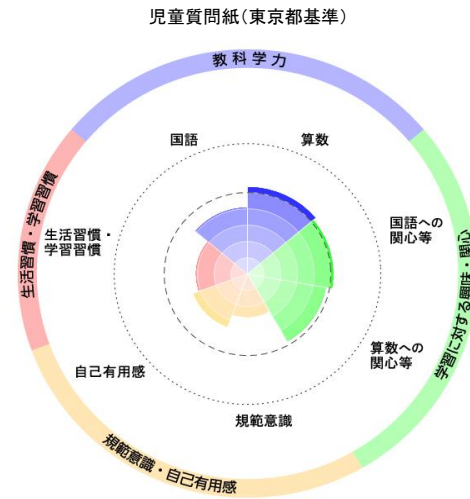 児童質問紙(東京都基準)
教科学力
国語
算数
生活習慣・学習習慣
生活習慣・
学習習慣
国語への
関心等
学習に対する興味・関心
自己有用感
算数への
関心等
規範意識
規範意識・自己有用感